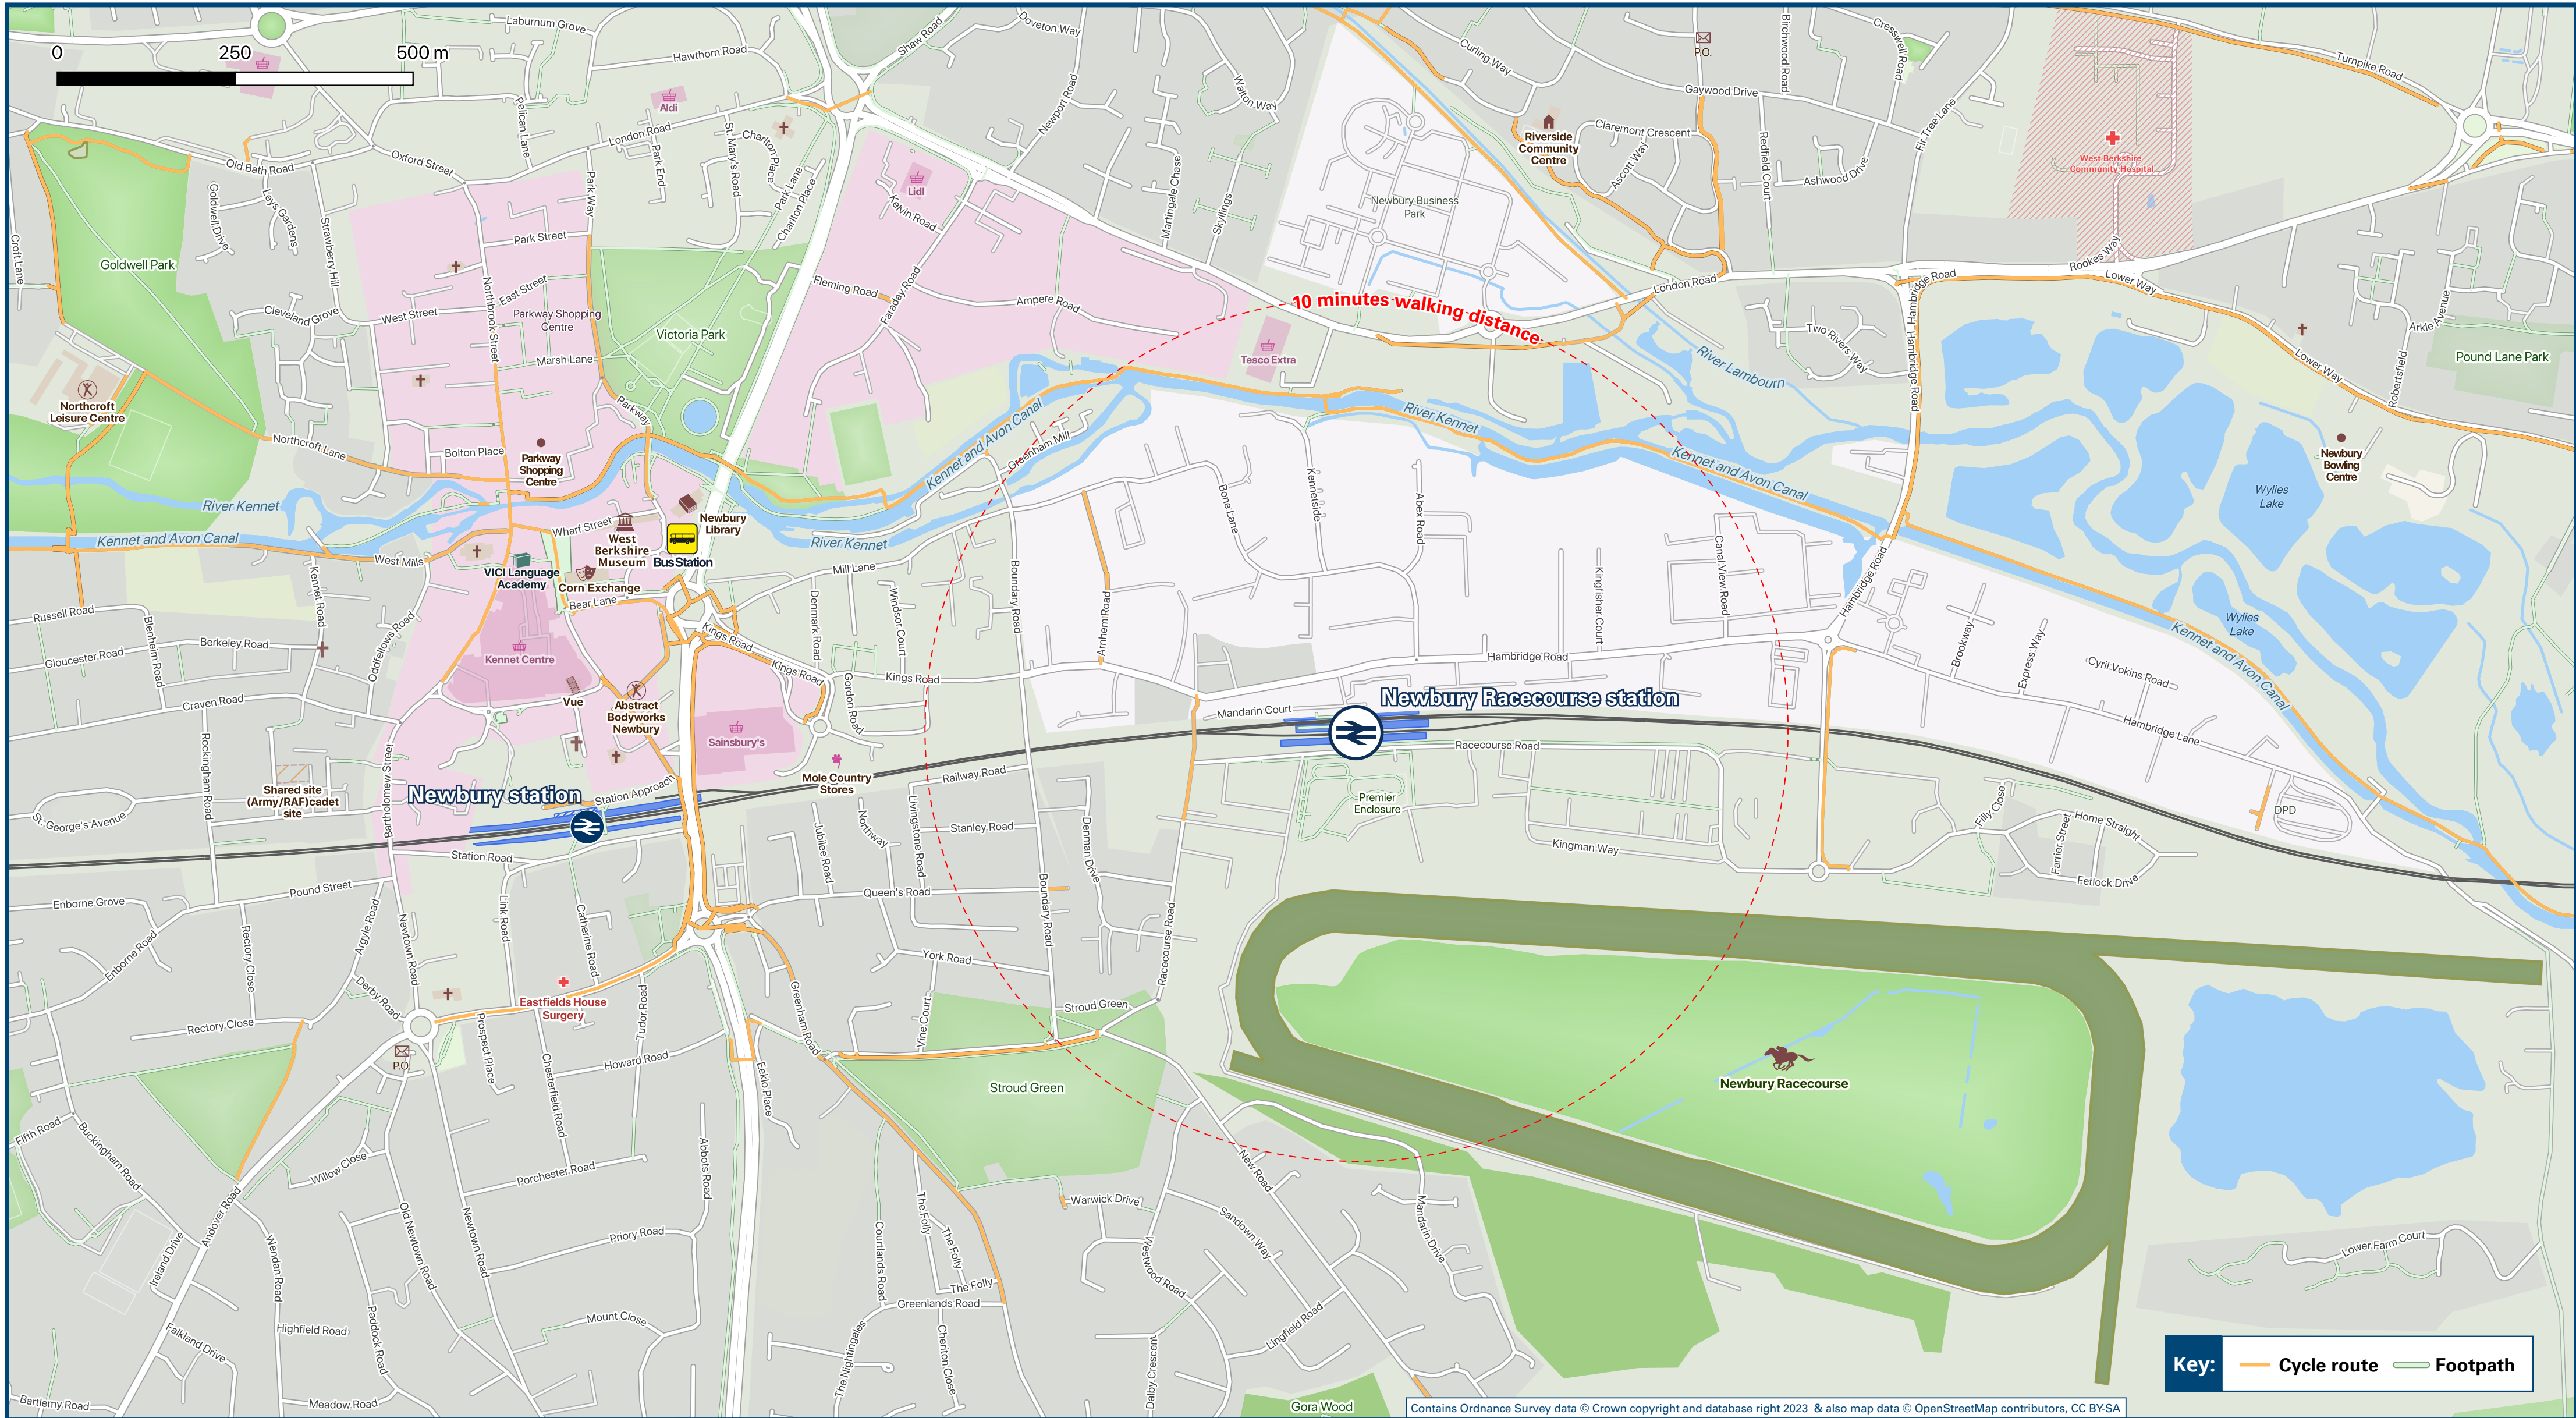 0 250 500 m
Laburnum Grove
Hawthorn Road
Shaw Road
Doveton Way
Curling Way
P.O.
Birchwood Road
Cresswell Road
Turnpike Road
Aldi
Pelican Lane
London Road
Park End
St.Mary's Road
Charlton Place
Park Lane
Charlton Place
Newport Road
Walton Way
Gaywood Drive
Riverside
Community
Centre
Claremont Crescent
Ascott Way
Redfield Court
Ashwood Drive
Fir Tree Lane
West Berkshire
Community Hospital
Old Bath Road
Oxford Street
Park Way
Lidl
Kelvin Road
Martingale Chase
Skyllings
Newbury Business
Park
Croft Lane
Goldwell Park
Goldwell Drive
Leys Gardens
Strawberry Hill
Park Street
Northbrook Street
East Street
West Street
Cleveland Grove
Parkway Shopping
Centre
Marsh Lane
Victoria Park
Fleming Road
Faraday Road
Ampere Road
10 minutes walking distance
Tesco Extra
London Road
Hambridge Road
H. Hambridge Road
Hambridge Road
Rookes Way
Lower Way
Two Rivers Way
River Lambourn
Lower Way
Arkle Avenue
Robertsfield
Pound Lane Park
Northcroft
Leisure Centre
Northcroft Lane
Bolton Place
Parkway
Parkway
Shopping
Centre
Kennet and Avon Canal
Greenham Mill
River Kennet
Kennet and Avon Canal
Newbury
Bowling
Centre
Wylies
Lake
Wylies
Lake
River Kennet
Kennet and Avon Canal
West Mills
Wharf Street
West
Berkshire
Museum
Newbury
Library
Bus Station
River Kennet
VICI Language
Academy
Corn Exchange
Bear Lane
Mill Lane
Bone Lane
Kennetside
Abex Road
Kingfisher Court
Canal View Road
Hambridge Road
Kennet and Avon Canal
Russell Road
Kennet Road
Blenheim Road
Berkeley Road
Gloucester Road
Oddfellows Road
Craven Road
Kennet Centre
Vue
Abstract
Bodyworks
Newbury
Kings Road
Kings Road
Kings Road
Denmark Road
Windsor Court
Gordon Road
Boundary Road
Arnhem Road
Hambridge Road
Brookway
Express Way
Cyril Vokins Road
Hambridge Lane
Sainsbury's
Mole Country
Stores
Mandarin Court
Newbury Racecourse station
Racecourse Road
Premier
Enclosure
Kingman Way
Filly Close
Farrier Street
Home Straight
Fetlock Drive
DPD
Rockingham Road
Shared site
(Army/RAF)cadet
site
St. George's Avenue
Bartholomew Street
Newbury station
Station Approach
Station Road
Railway Road
Stanley Road
Livingstone Road
Northway
Jubilee Road
Queen's Road
Denman Drive
Boundary Road
York Road
Racecourse Road
Pound Street
Enborne Grove
Enborne Road
Rectory Close
Argyle Road
Newtown Road
Link Road
Catherine Road
Derby Road
Eastfields House
Surgery
Tudor Road
Greenham Road
Vine Court
Stroud Green
Rectory Close
P.O.
Prospect Place
Chesterfield Road
Howard Road
Eeklo Place
Stroud Green
Newbury Racecourse
Fifth Road
Buckingham Road
Willow Close
Porchester Road
Abbots Road
New Road
Andover Road
Ireland Drive
Wendan Road
Old Newtown Road
Newtown Road
Priory Road
Courtlands Road
The Folly
The Folly
The Folly
Greenlands Road
Warwick Drive
Westwood Road
Sandown Way
Mandarin Drive
Lower Farm Court
Falkland Drive
Highfield Road
Paddock Road
Mount Close
Meadow Road
Bartlemy Road
The Nightingales
Cheriton Close
Dalby Crescent
Lingfield Road
Gora Wood
Key: Cycle route Footpath
Contains Ordnance Survey data © Crown copyright and database right 2023 & also map data © OpenStreetMap contributors, CC BY-SA